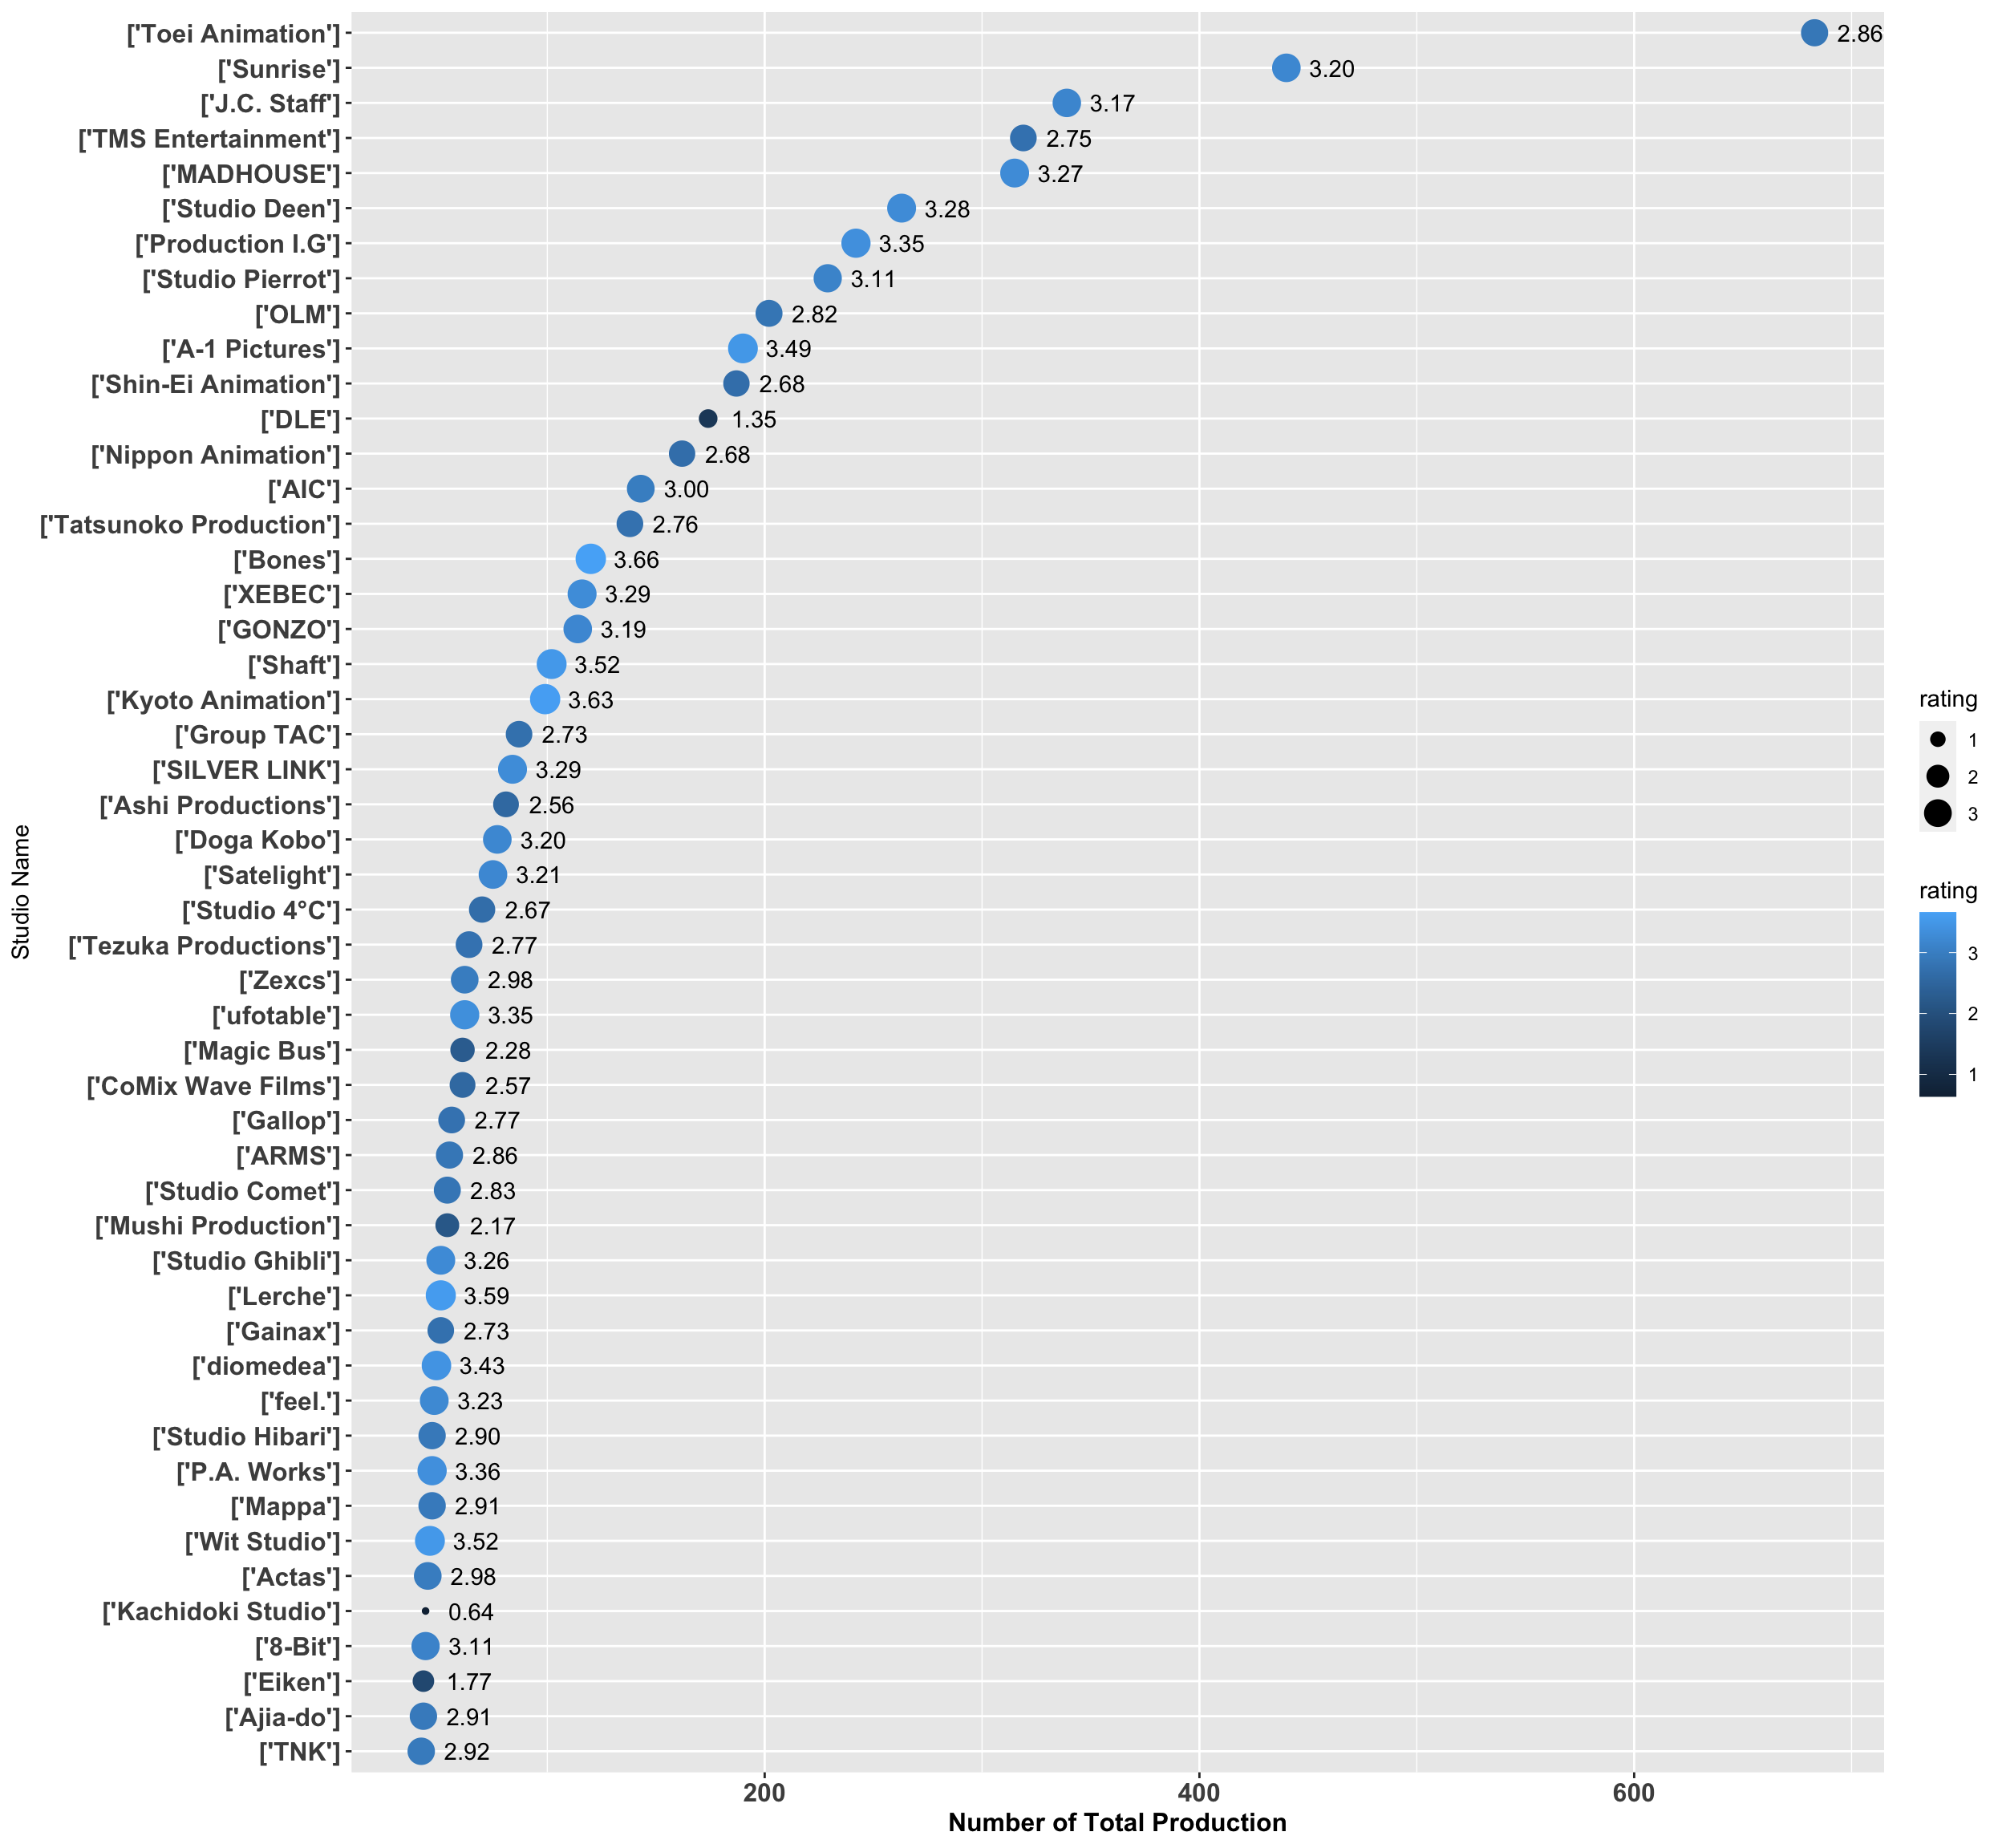 ['Toei Animation'] 2.86
['Sunrise'] 3.20
['J.C. Staff'] 3.17
['TMS Entertainment'] 2.75
['MADHOUSE'] 3.27
['Studio Deen'] 3.28
['Production I.G'] 3.35
['Studio Pierrot'] 3.11
['OLM'] 2.82
['A-1 Pictures'] 3.49
['Shin-Ei Animation'] 2.68
['DLE'] 1.35
['Nippon Animation'] 2.68
['AIC'] 3.00
['Tatsunoko Production'] 2.76
['Bones'] 3.66
['XEBEC'] 3.29
['GONZO'] 3.19
['Shaft'] 3.52
['Kyoto Animation'] 3.63
['Group TAC'] 2.73
['SILVER LINK'] 3.29
['Ashi Productions'] 2.56
['Doga Kobo'] 3.20
['Satelight'] 3.21
['Studio 4°C'] 2.67
['Tezuka Productions'] 2.77
['Zexcs'] 2.98
['ufotable'] 3.35
['Magic Bus'] 2.28
['CoMix Wave Films'] 2.57
['Gallop'] 2.77
['ARMS'] 2.86
['Studio Comet'] 2.83
['Mushi Production'] 2.17
['Studio Ghibli'] 3.26
['Lerche'] 3.59
['Gainax'] 2.73
['diomedea'] 3.43
['feel.'] 3.23
['Studio Hibari'] 2.90
['P.A. Works'] 3.36
['Mappa'] 2.91
['Wit Studio'] 3.52
['Actas'] 2.98
['Kachidoki Studio'] 0.64
['8-Bit'] 3.11
['Eiken'] 1.77
['Ajia-do'] 2.91
['TNK'] 2.92
200 400 600
Number of Total Production
Studio Name
rating
1
2
3
rating
3
2
1